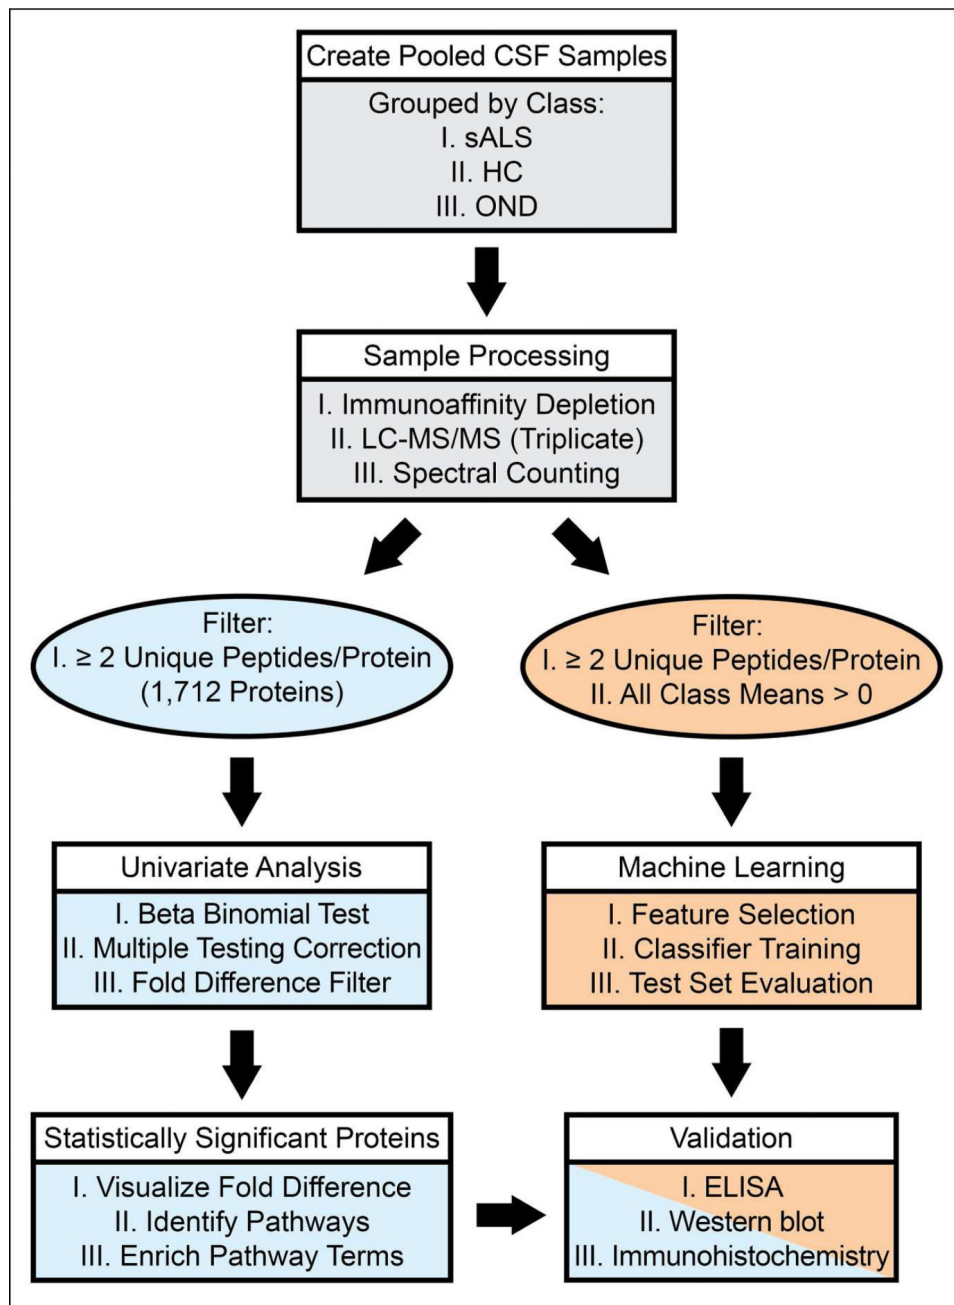 Create Pooled CSF Samples
Grouped by Class:
I. sALS
II. HC
III. OND
Sample Processing
I. Immunoaffinity Depletion
II. LC-MS/MS (Triplicate)
III. Spectral Counting
Filter:
I. ≥ 2 Unique Peptides/Protein
(1,712 Proteins)
Filter:
I. ≥ 2 Unique Peptides/Protein
II. All Class Means > 0
Univariate Analysis
I. Beta Binomial Test
II. Multiple Testing Correction
III. Fold Difference Filter
Machine Learning
I. Feature Selection
II. Classifier Training
III. Test Set Evaluation
Statistically Significant Proteins
I. Visualize Fold Difference
II. Identify Pathways
III. Enrich Pathway Terms
Validation
I. ELISA
II. Western blot
III. Immunohistochemistry